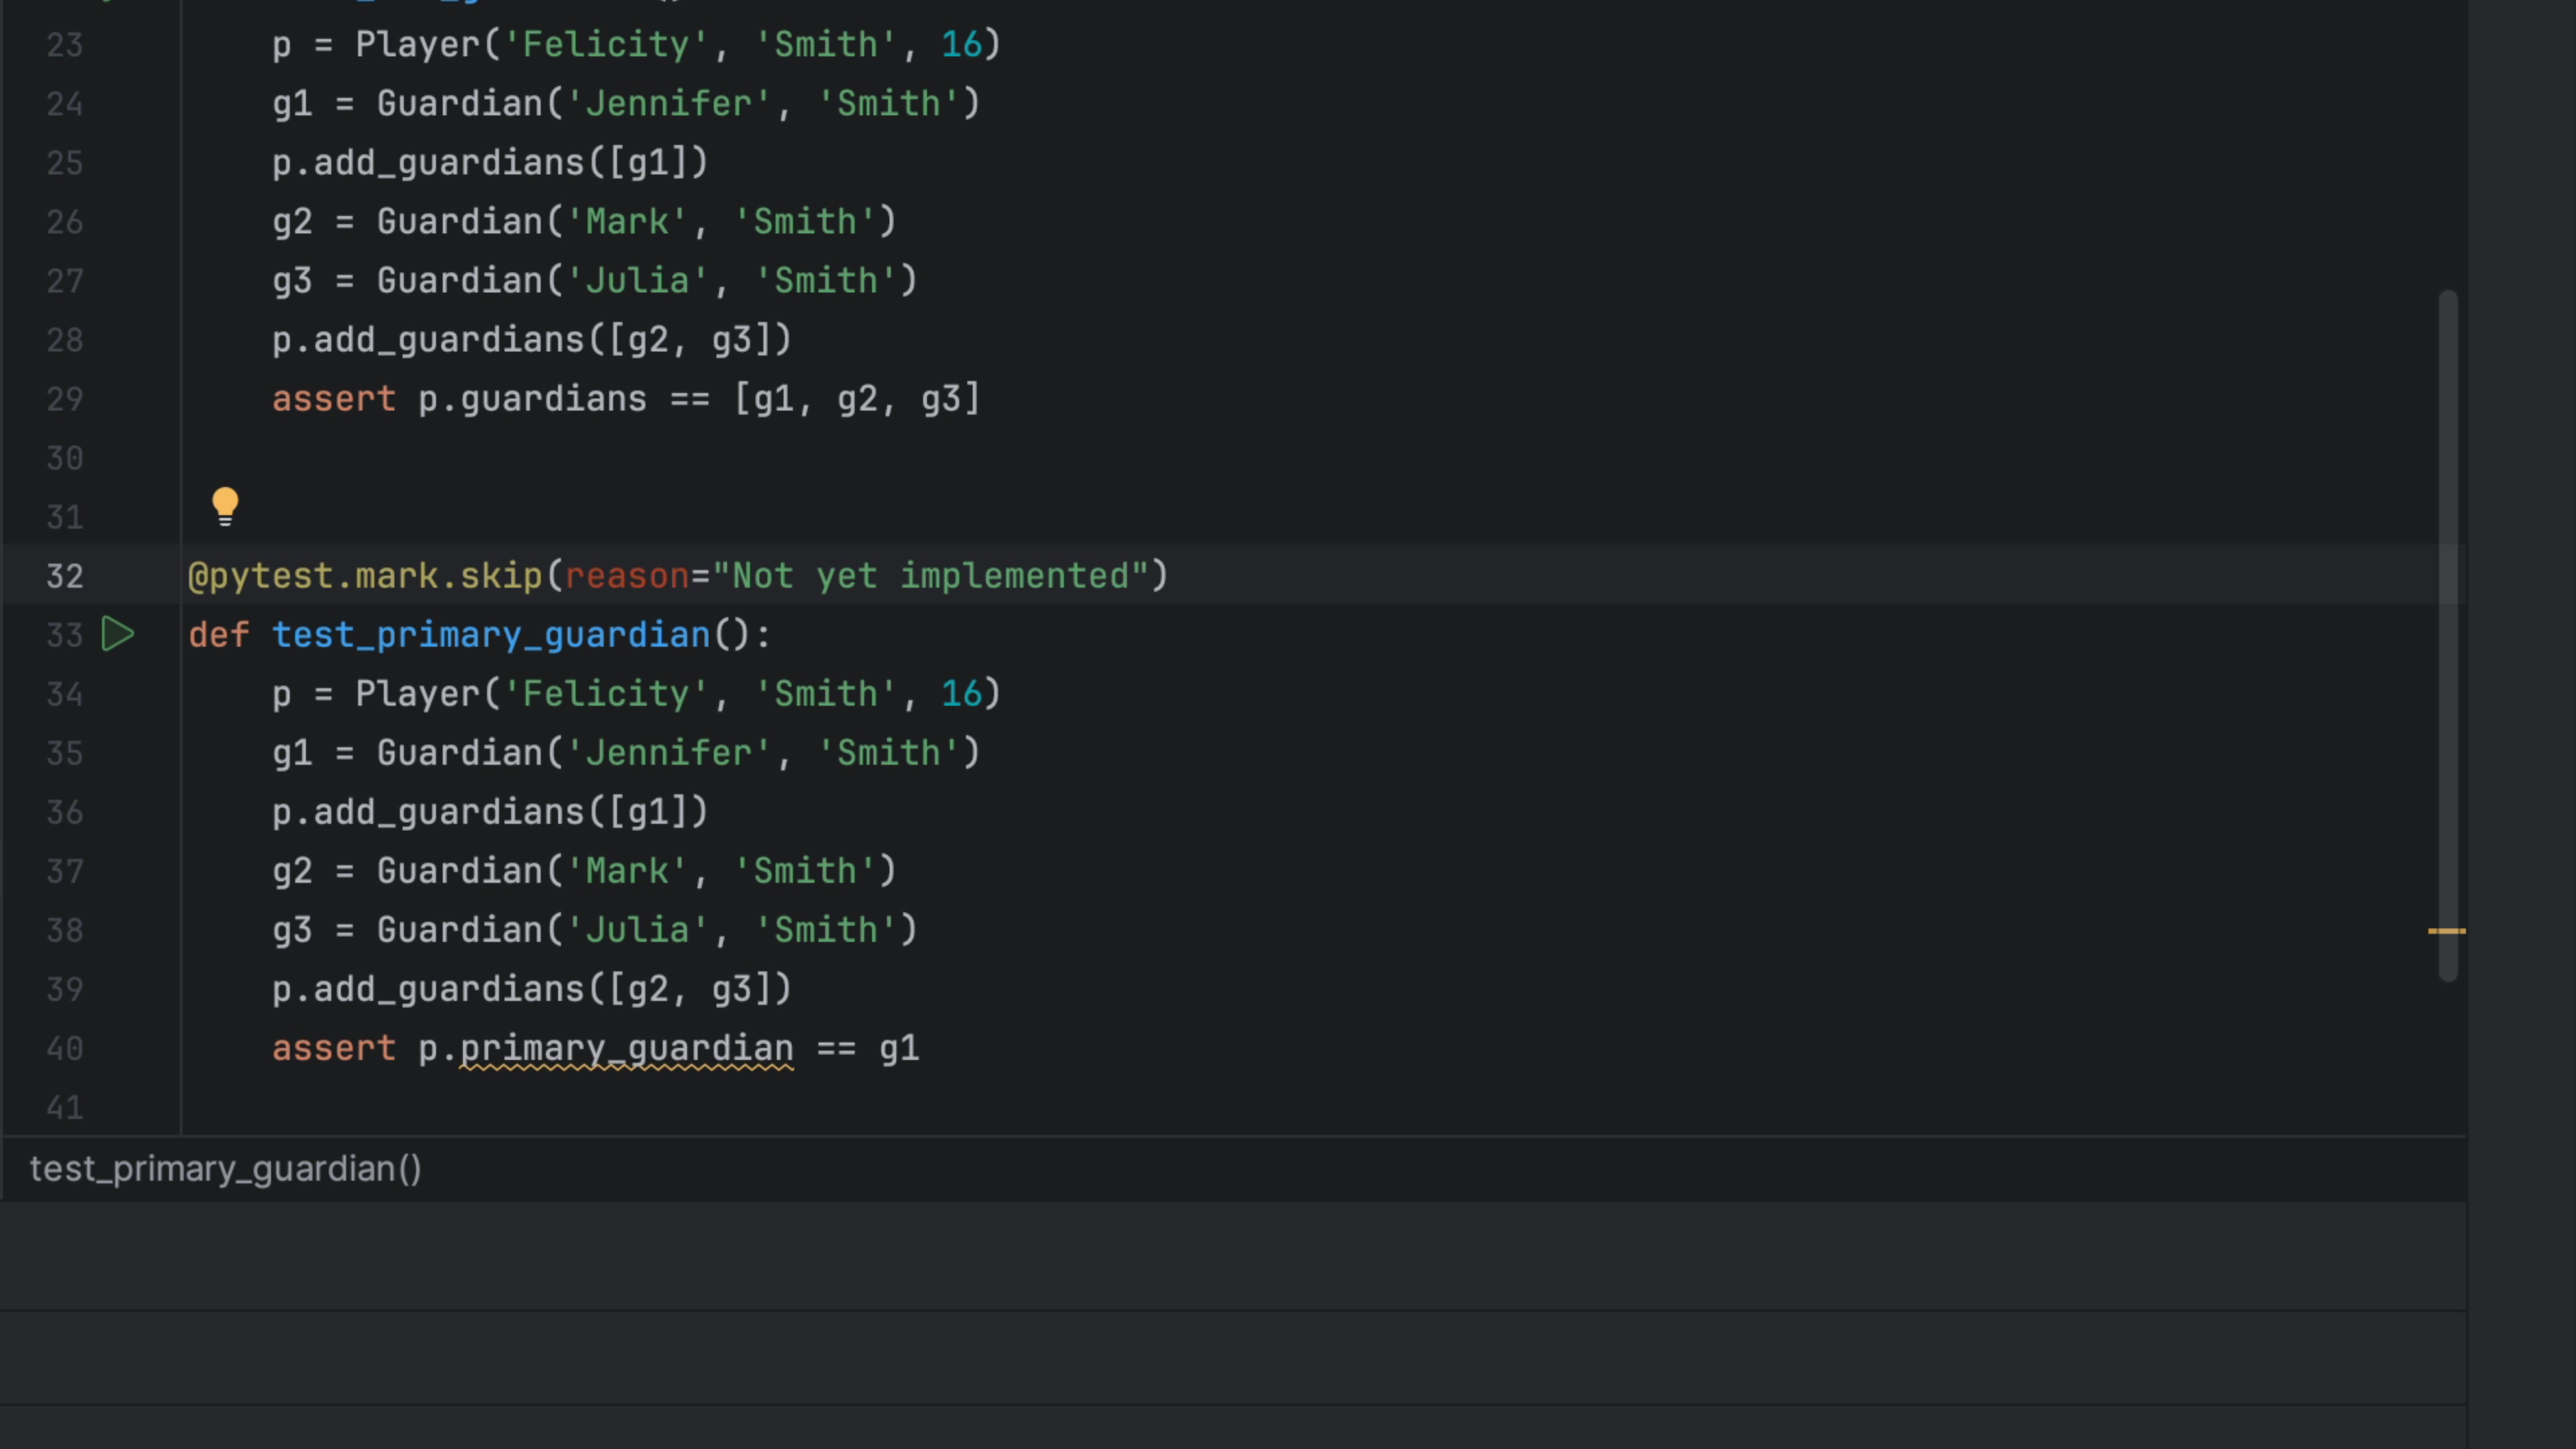 23 p = Player('Felicity', 'Smith', 16)
24 g1 = Guardian('Jennifer', 'Smith')
25 p.add_guardians([g1])
26 g2 = Guardian('Mark', 'Smith')
27 g3 = Guardian('Julia', 'Smith')
28 p.add_guardians([g2, g3])
29 assert p.guardians == [g1, g2, g3]
30
31
32 @pytest.mark.skip(reason="Not yet implemented")
33 def test_primary_guardian():
34 p = Player('Felicity', 'Smith', 16)
35 g1 = Guardian('Jennifer', 'Smith')
36 p.add_guardians([g1])
37 g2 = Guardian('Mark', 'Smith')
38 g3 = Guardian('Julia', 'Smith')
39 p.add_guardians([g2, g3])
40 assert p.primary_guardian == g1
41
test_primary_guardian()